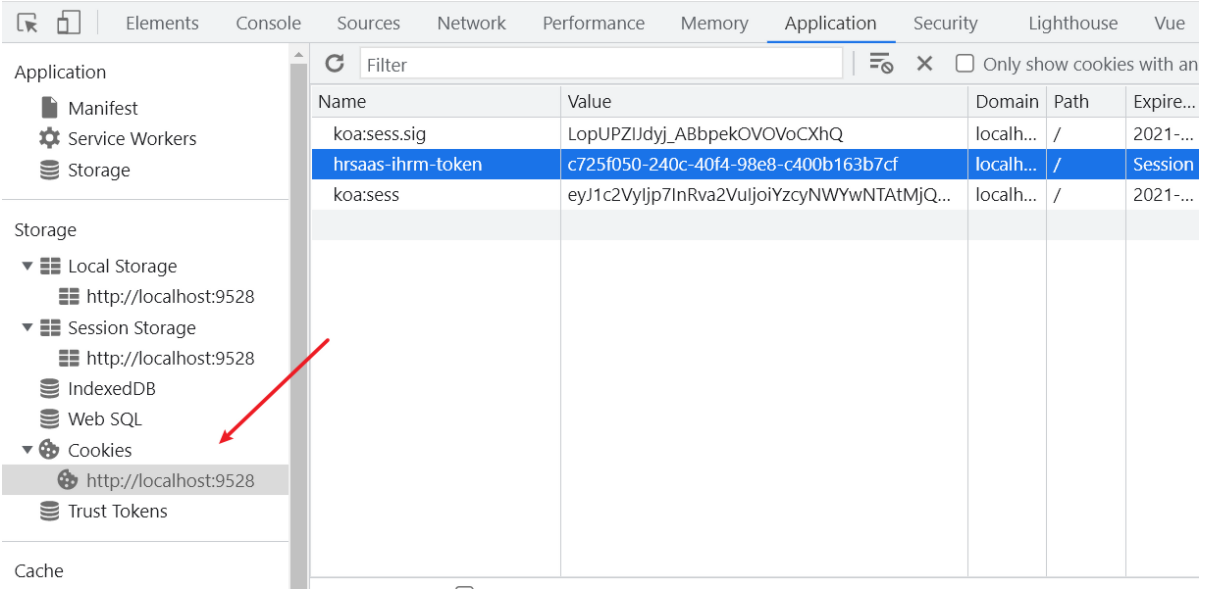 Elements Console Sources Network Performance Memory Application Security Lighthouse Vue
Filter Only show cookies with an
Application
Manifest
Service Workers
Storage
Storage
Local Storage
http://localhost:9528
Session Storage
http://localhost:9528
IndexedDB
Web SQL
Cookies
http://localhost:9528
Trust Tokens
Cache
Name Value Domain Path Expire...
koa:sess.sig LopUPZIJdyj_ABbpekOVOVoCXhQ localh... / 2021-...
hrsaas-ihrm-token c725f050-240c-40f4-98e8-c400b163b7cf localh... / Session
koa:sess eyJ1c2VyIjp7InRva2VuIjoiYzcyNWYwNTAtMjQ... localh... / 2021-...